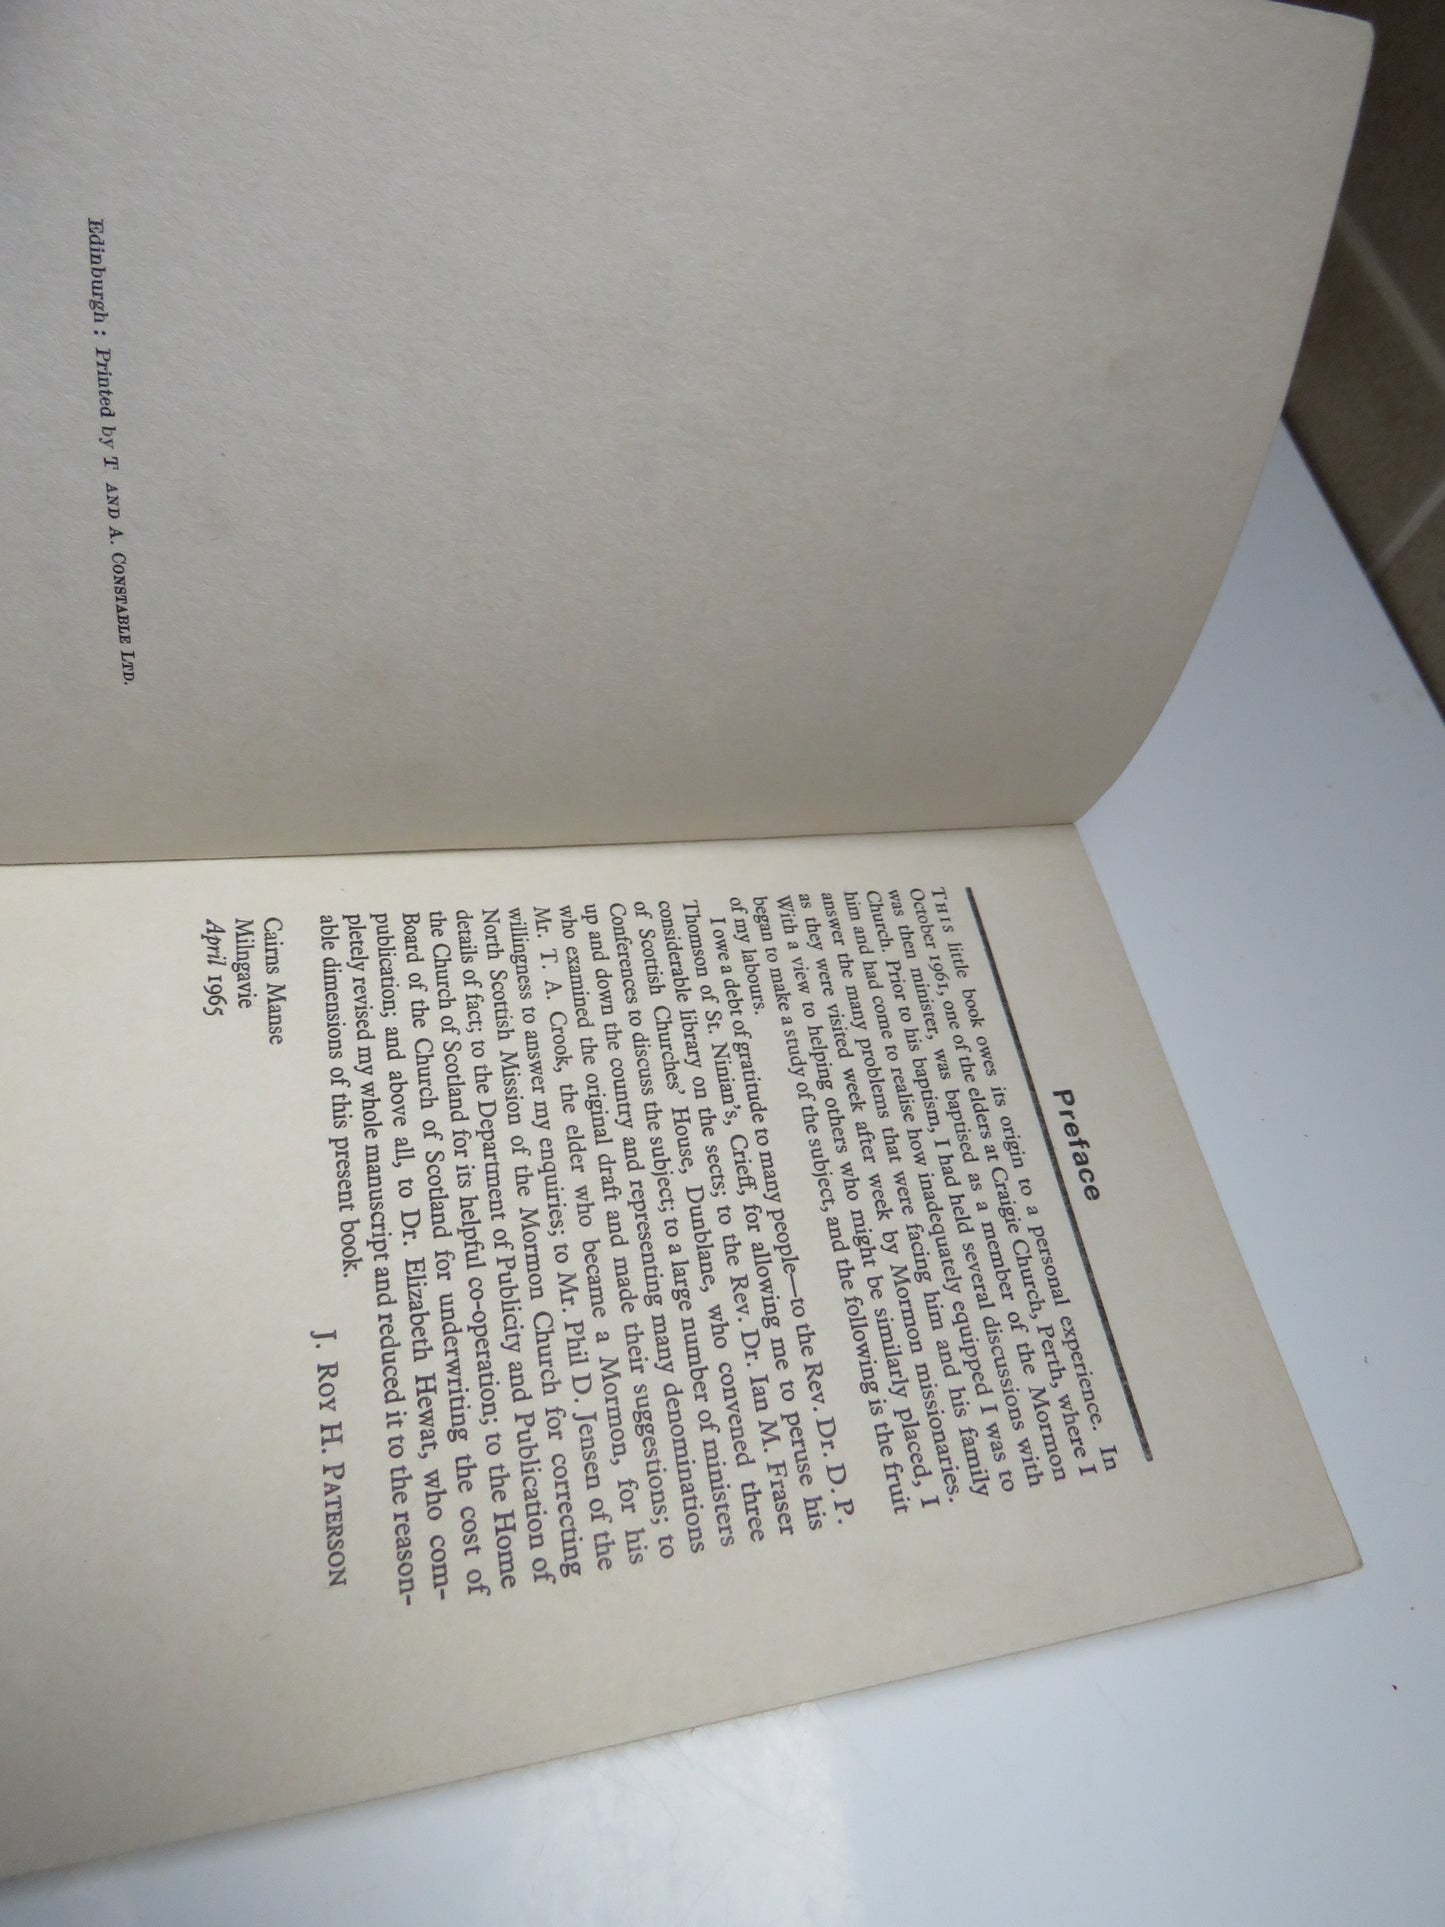 Edinburgh: Printed by T AND A. CONSTABLE LTD.
Preface
THIS little book owes its origin to a personal experience. In
October 1961, one of the elders at Craigie Church, Perth, where I
was then minister, was baptised as a member of the Mormon
Church. Prior to his baptism, I had held several discussions with
him and had come to realise how inadequately equipped I was to
answer the many problems that were facing him and his family
as they were visited week after week by Mormon missionaries.
With a view to helping others who might be similarly placed, I
began to make a study of the subject, and the following is the fruit
of my labours.
I owe a debt of gratitude to many people—to the Rev. Dr. D. P.
Thomson of St. Ninian's, Crieff, for allowing me to peruse his
considerable library on the sects; to the Rev. Dr. Ian M. Fraser
of Scottish Churches' House, Dunblane, who convened three
Conferences to discuss the subject; to a large number of ministers
up and down the country and representing many denominations
who examined the original draft and made their suggestions; to
Mr. T. A. Crook, the elder who became a Mormon, for his
willingness to answer my enquiries; to Mr. Phil D. Jensen of the
North Scottish Mission of the Mormon Church for correcting
details of fact; to the Department of Publicity and Publication of
the Church of Scotland for its helpful co-operation; to the Home
Board of the Church of Scotland for underwriting the cost of
publication; and above all, to Dr. Elizabeth Hewat, who com-
pletely revised my whole manuscript and reduced it to the reason-
able dimensions of this present book.
J. ROY H. PATERSON
Cairns Manse
Milngavie
April 1965